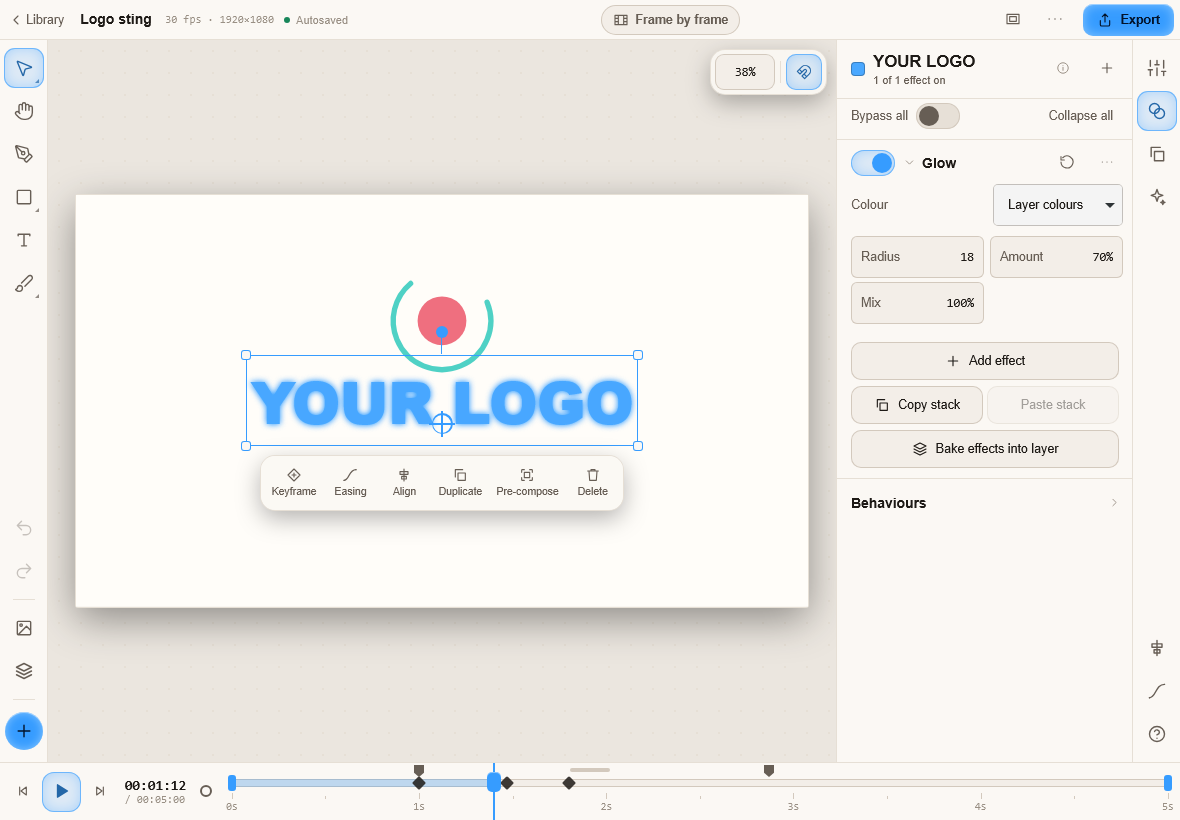 Library
Logo sting
30 fps · 1920×1080
Autosaved
Frame by frame
Export
38%
YOUR LOGO
1 of 1 effect on
Bypass all
Collapse all
Glow
Colour
Layer colours
Radius 18
Amount 70%
Mix 100%
Add effect
Copy stack
Paste stack
Bake effects into layer
Behaviours
YOUR LOGO
Keyframe
Easing
Align
Duplicate
Pre-compose
Delete
00:01:12
/ 00:05:00
0s
1s
2s
3s
4s
5s